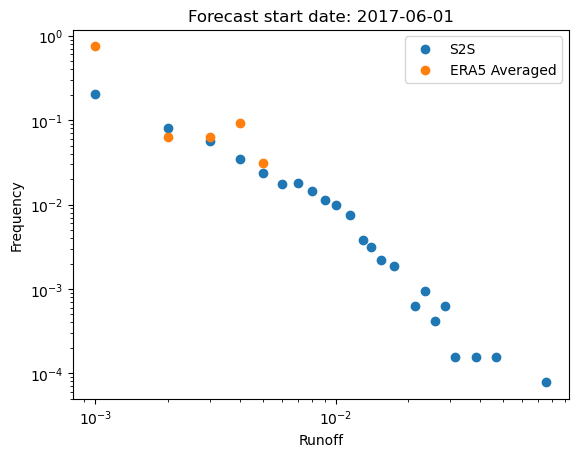 Forecast start date: 2017-06-01
S2S
ERA5 Averaged
Frequency
10⁰
10⁻¹
10⁻²
10⁻³
10⁻⁴
10⁻³
10⁻²
Runoff